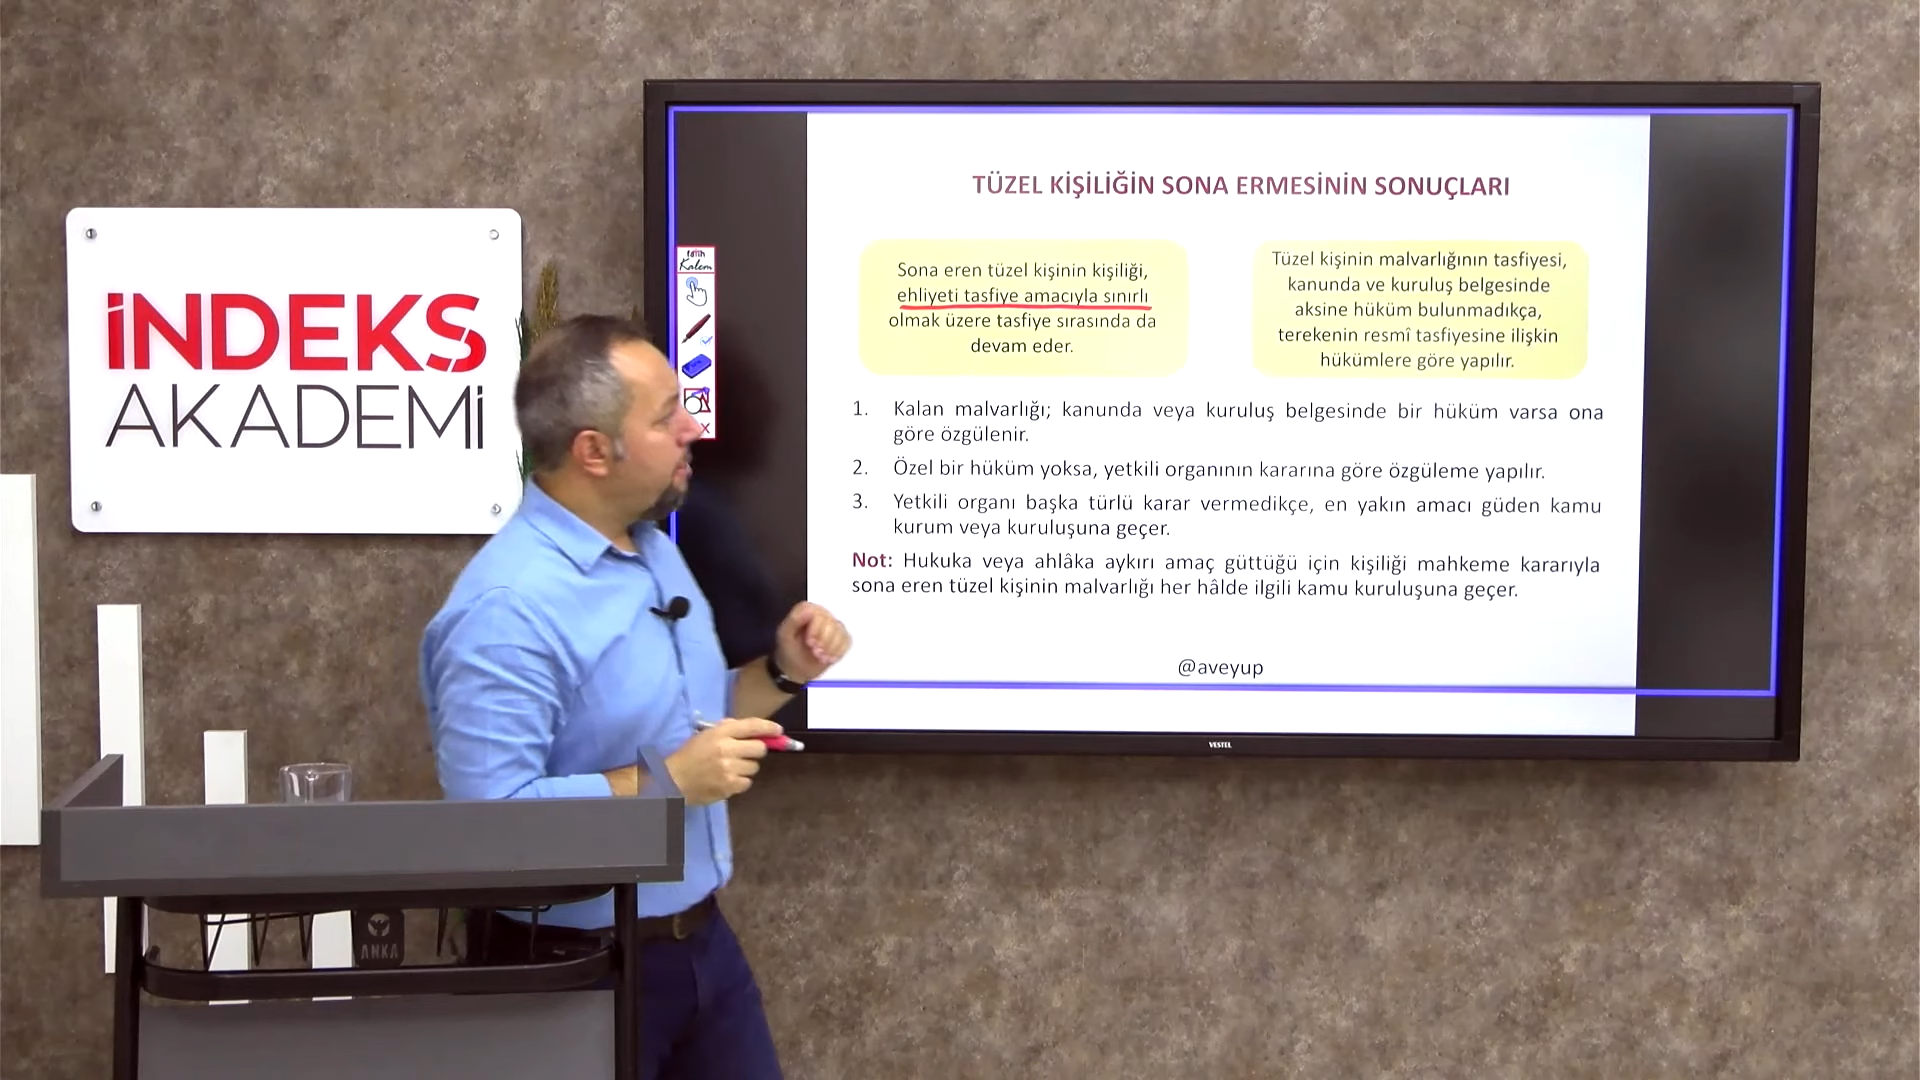 İNDEKS
AKADEMİ
fatih
Kalem
TÜZEL KİŞİLİĞİN SONA ERMESİNİN SONUÇLARI
Sona eren tüzel kişinin kişiliği,
ehliyeti tasfiye amacıyla sınırlı
olmak üzere tasfiye sırasında da
devam eder.
Tüzel kişinin malvarlığının tasfiyesi,
kanunda ve kuruluş belgesinde
aksine hüküm bulunmadıkça,
terekenin resmî tasfiyesine ilişkin
hükümlere göre yapılır.
1. Kalan malvarlığı; kanunda veya kuruluş belgesinde bir hüküm varsa ona
göre özgülenir.
2. Özel bir hüküm yoksa, yetkili organının kararına göre özgüleme yapılır.
3. Yetkili organı başka türlü karar vermedikçe, en yakın amacı güden kamu
kurum veya kuruluşuna geçer.
Not: Hukuka veya ahlâka aykırı amaç güttüğü için kişiliği mahkeme kararıyla
sona eren tüzel kişinin malvarlığı her hâlde ilgili kamu kuruluşuna geçer.
@aveyup
VESTEL
ANKA